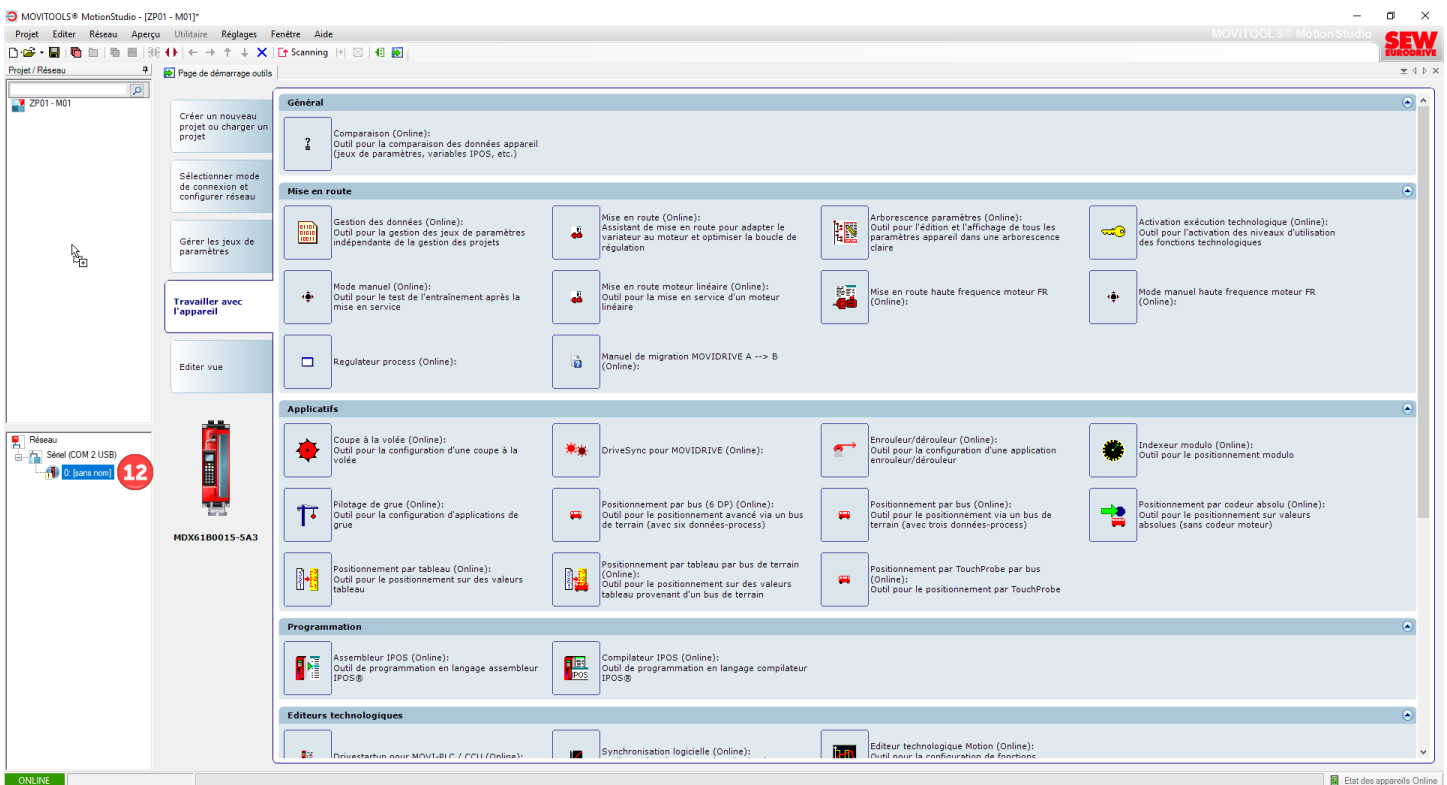 MOVITOOLS® MotionStudio - [ZP01 - M01]*
Projet Editer Réseau Aperçu Utilitaire Réglages Fenêtre Aide
MOVITOOLS® MotionStudio
SEW
EURODRIVE
Scanning
Projet / Réseau
Page de démarrage outils
ZP01 - M01
Créer un nouveau
projet ou charger un
projet
Sélectionner mode
de connexion et
configurer réseau
Gérer les jeux de
paramètres
Travailler avec
l'appareil
Editer vue
MDX61B0015-5A3
Réseau
Sériel (COM 2 USB)
0: [sans nom]
12
Général
Comparaison (Online):
Outil pour la comparaison des données appareil
(jeux de paramètres, variables IPOS, etc.)
Mise en route
Gestion des données (Online):
Outil pour la gestion des jeux de paramètres
indépendante de la gestion des projets
Mise en route (Online):
Assistant de mise en route pour adapter le
variateur au moteur et optimiser la boucle de
régulation
Arborescence paramètres (Online):
Outil pour l'édition et l'affichage de tous les
paramètres appareil dans une arborescence
claire
Activation exécution technologique (Online):
Outil pour l'activation des niveaux d'utilisation
des fonctions technologiques
Mode manuel (Online):
Outil pour le test de l'entraînement après la
mise en service
Mise en route moteur linéaire (Online):
Outil pour la mise en service d'un moteur
linéaire
Mise en route haute frequence moteur FR
(Online):
Mode manuel haute frequence moteur FR
(Online):
Regulateur process (Online):
Manuel de migration MOVIDRIVE A --> B
(Online):
Applicatifs
Coupe à la volée (Online):
Outil pour la configuration d'une coupe à la
volée
DriveSync pour MOVIDRIVE (Online):
Enrouleur/dérouleur (Online):
Outil pour la configuration d'une application
enrouleur/dérouleur
Indexeur modulo (Online):
Outil pour le positionnement modulo
Pilotage de grue (Online):
Outil pour la configuration d'applications de
grue
Positionnement par bus (6 DP) (Online):
Outil pour le positionnement avancé via un bus
de terrain (avec six données-process)
Positionnement par bus (Online):
Outil pour le positionnement via un bus de
terrain (avec trois données-process)
Positionnement par codeur absolu (Online):
Outil pour le positionnement sur valeurs
absolues (sans codeur moteur)
Positionnement par tableau (Online):
Outil pour le positionnement sur des valeurs
tableau
Positionnement par tableau par bus de terrain
(Online):
Outil pour le positionnement sur des valeurs
tableau provenant d'un bus de terrain
Positionnement par TouchProbe par bus
(Online):
Outil pour le positionnement par TouchProbe
Programmation
Assembleur IPOS (Online):
Outil de programmation en langage assembleur
IPOS®
IPOS
Compilateur IPOS (Online):
Outil de programmation en langage compilateur
IPOS®
Editeurs technologiques
Drivestartup pour MOVI-PLC / CCU (Online):
Synchronisation logicielle (Online):
Editeur technologique Motion (Online):
Outil pour la configuration de fonctions
ONLINE
Etat des appareils Online